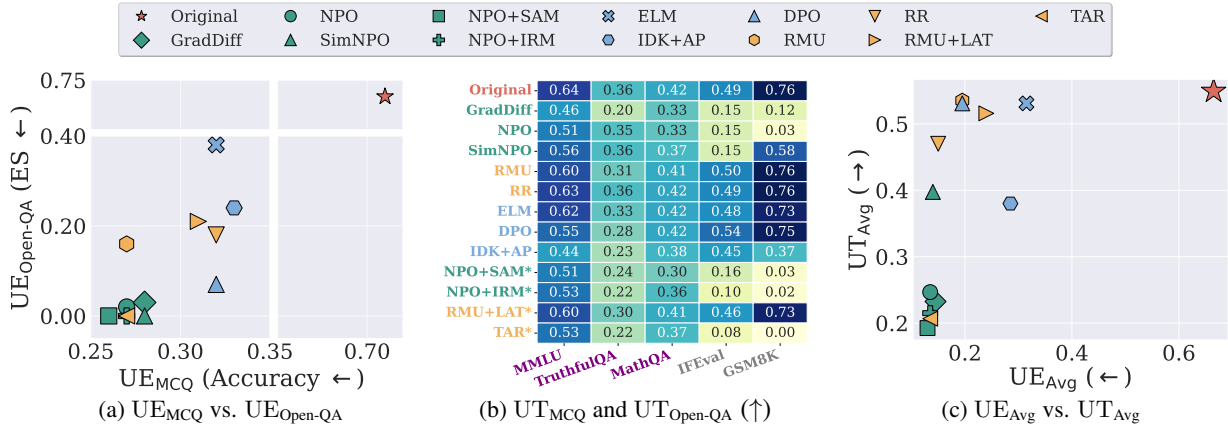 Original NPO NPO+SAM ELM DPO RR TAR
GradDiff SimNPO NPO+IRM IDK+AP RMU RMU+LAT
UE_Open-QA (ES ←)
0.75
0.40
0.20
0.00
0.25 0.30 0.35 0.70
UE_MCQ (Accuracy ←)
(a) UE_MCQ vs. UE_Open-QA
Original 0.64 0.36 0.42 0.49 0.76
GradDiff 0.46 0.20 0.33 0.15 0.12
NPO 0.51 0.35 0.33 0.15 0.03
SimNPO 0.56 0.36 0.37 0.15 0.58
RMU 0.60 0.31 0.41 0.50 0.76
RR 0.63 0.36 0.42 0.49 0.76
ELM 0.62 0.33 0.42 0.48 0.73
DPO 0.55 0.28 0.42 0.54 0.75
IDK+AP 0.44 0.23 0.38 0.45 0.37
NPO+SAM* 0.51 0.24 0.30 0.16 0.03
NPO+IRM* 0.53 0.22 0.36 0.10 0.02
RMU+LAT* 0.60 0.30 0.41 0.46 0.73
TAR* 0.53 0.22 0.37 0.08 0.00
MMLU TruthfulQA MathQA IFEval GSM8K
(b) UT_MCQ and UT_Open-QA (↑)
UT_Avg (→)
0.5
0.4
0.3
0.2
0.2 0.4 0.6
UE_Avg (←)
(c) UE_Avg vs. UT_Avg